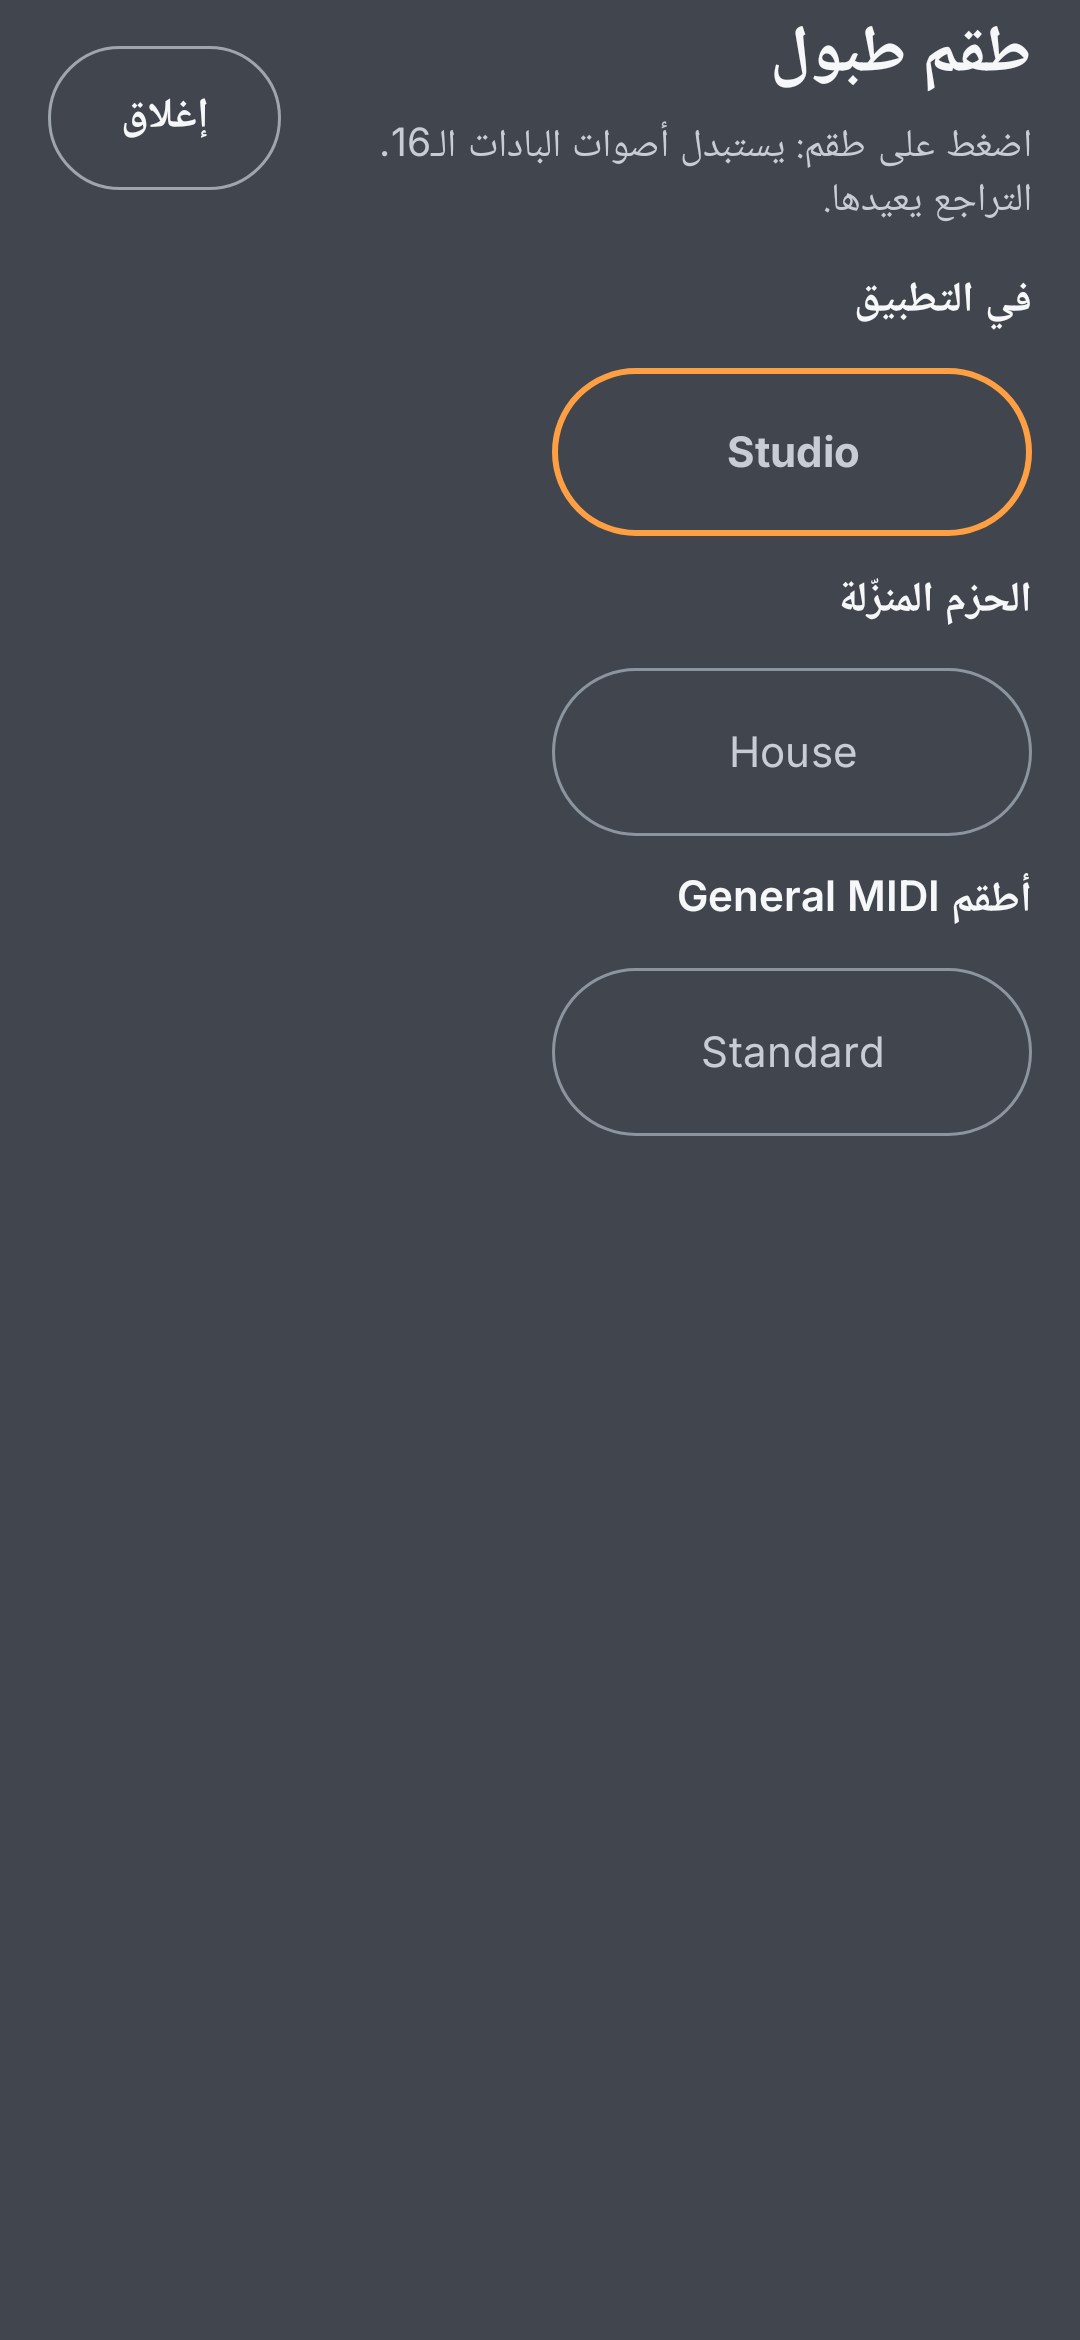 طقم طبول
إغلاق
اضغط على طقم: يستبدل أصوات البادات الـ16.
التراجع يعيدها.
في التطبيق
Studio
الحزم المنزّلة
House
أطقم General MIDI
Standard